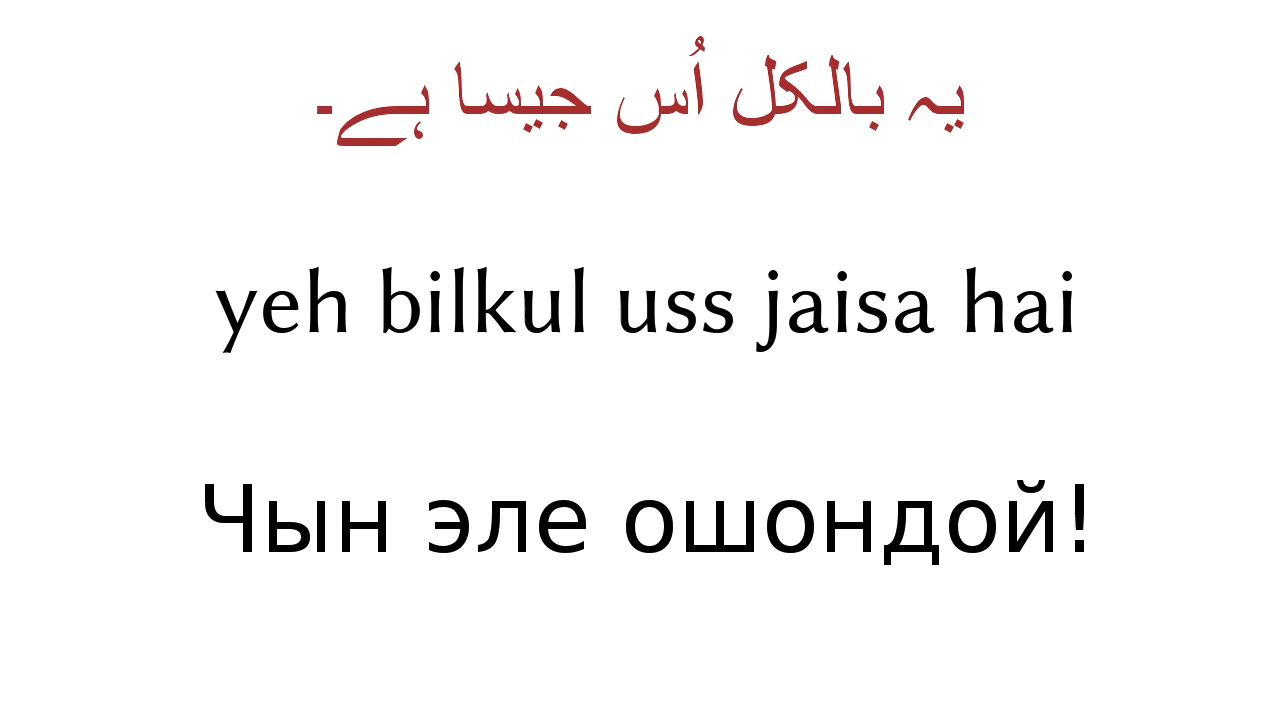 یہ بالکل اُس جیسا ہے۔
yeh bilkul uss jaisa hai
Чын эле ошондой!